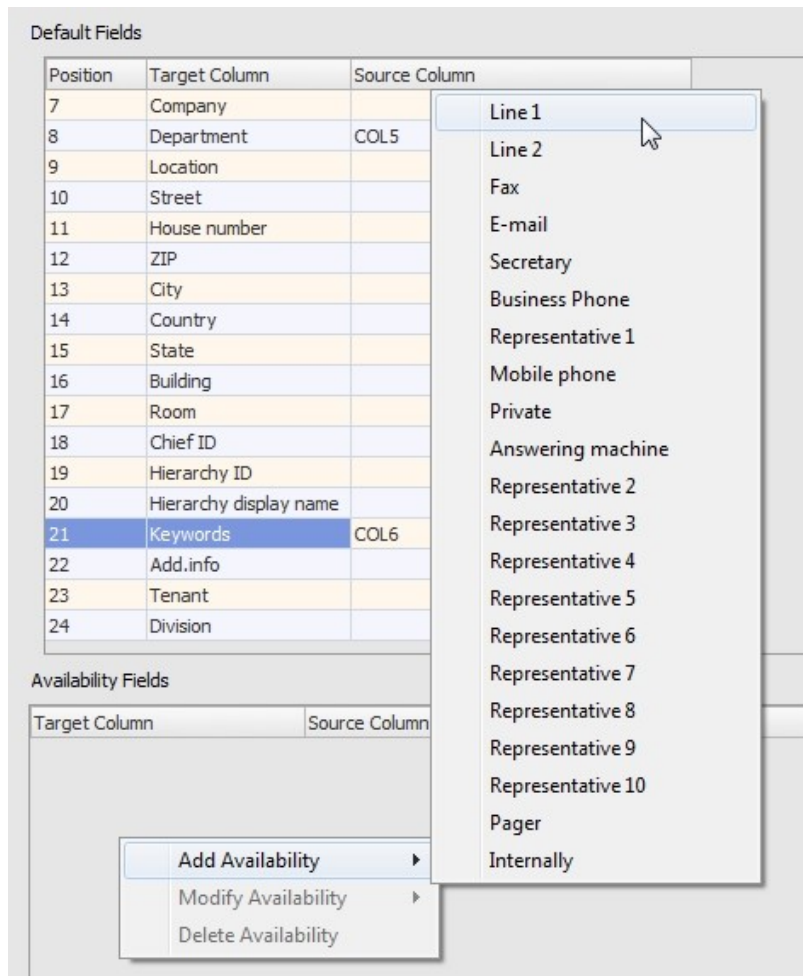 Default Fields
Position Target Column Source Column
7 Company
8 Department COL5
9 Location
10 Street
11 House number
12 ZIP
13 City
14 Country
15 State
16 Building
17 Room
18 Chief ID
19 Hierarchy ID
20 Hierarchy display name
21 Keywords COL6
22 Add.info
23 Tenant
24 Division
Line 1
Line 2
Fax
E-mail
Secretary
Business Phone
Representative 1
Mobile phone
Private
Answering machine
Representative 2
Representative 3
Representative 4
Representative 5
Representative 6
Representative 7
Representative 8
Representative 9
Representative 10
Pager
Internally
Availability Fields
Target Column Source Column
Add Availability
Modify Availability
Delete Availability